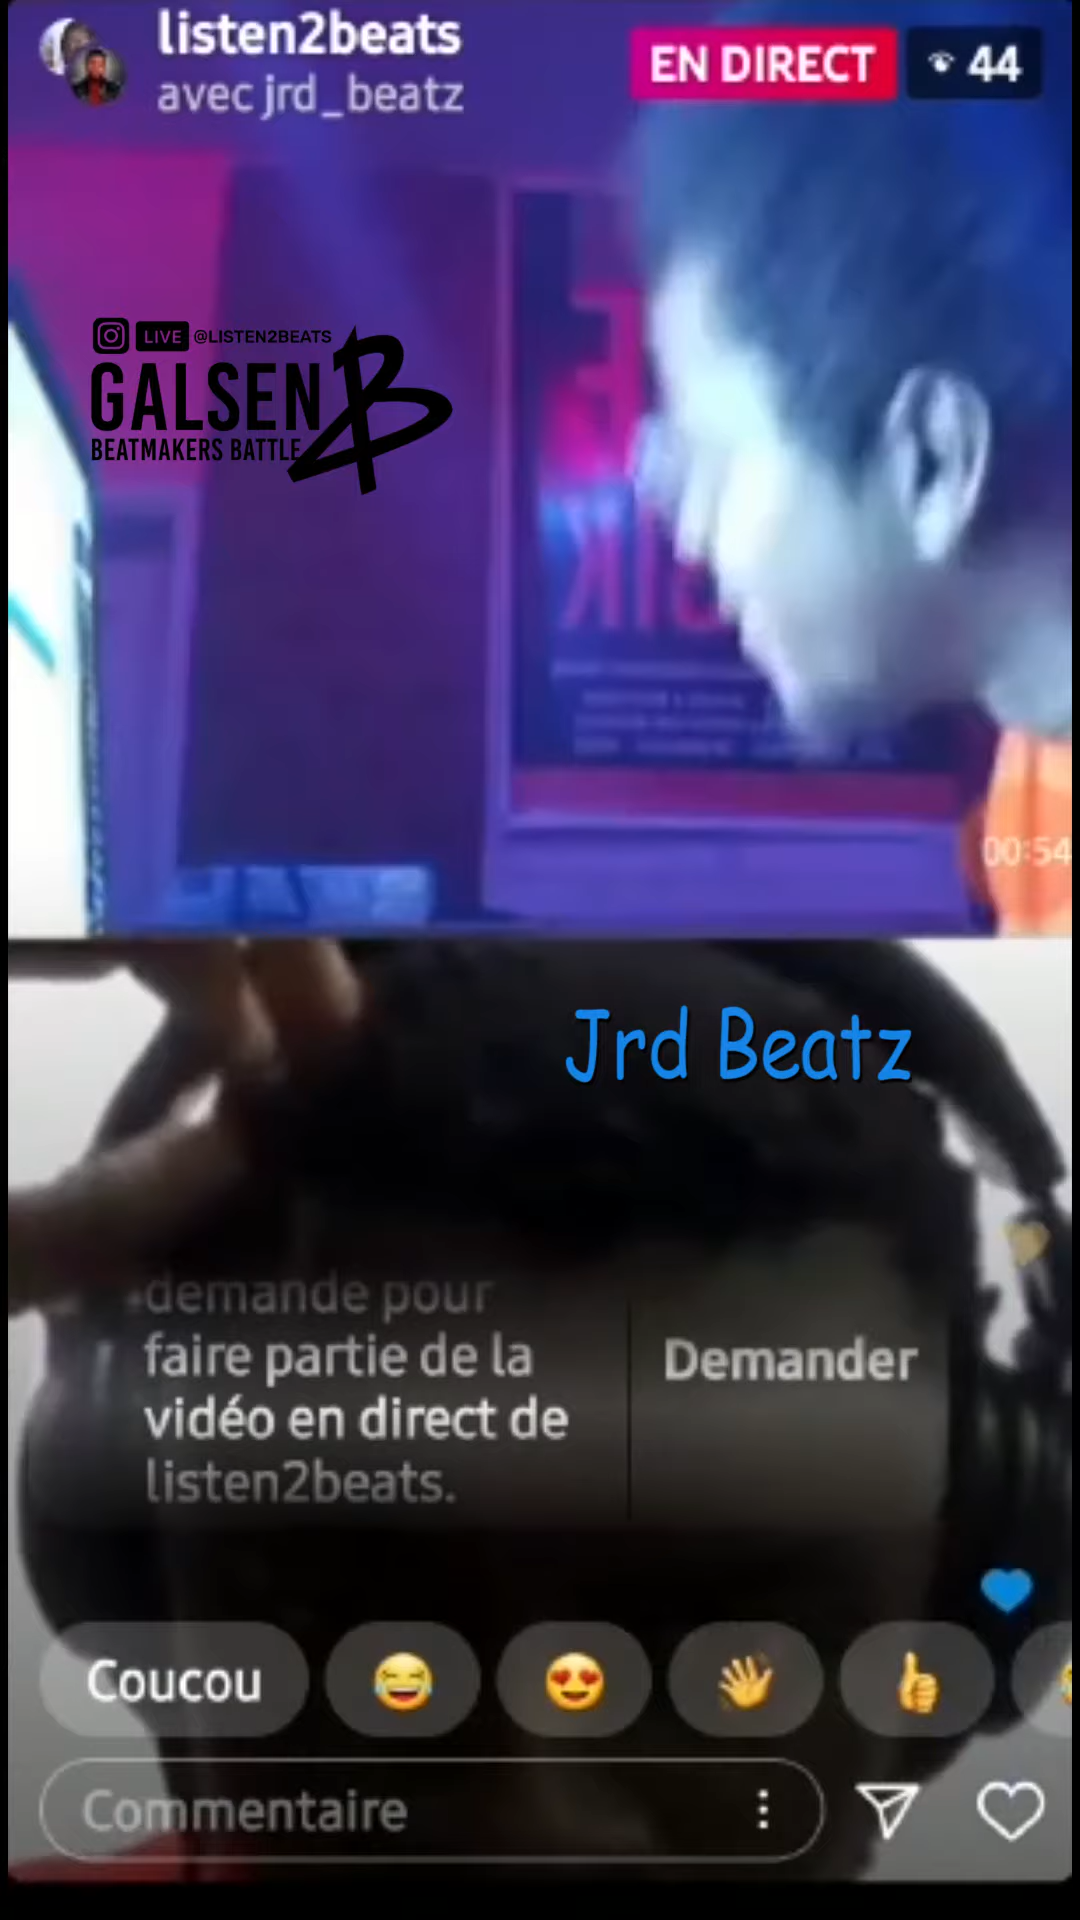 listen2beats
avec jrd_beatz
EN DIRECT
44
LIVE @LISTEN2BEATS
GALSEN
BEATMAKERS BATTLE
00:54
Jrd Beatz
demande pour
faire partie de la
vidéo en direct de
listen2beats.
Demander
Coucou
Commentaire